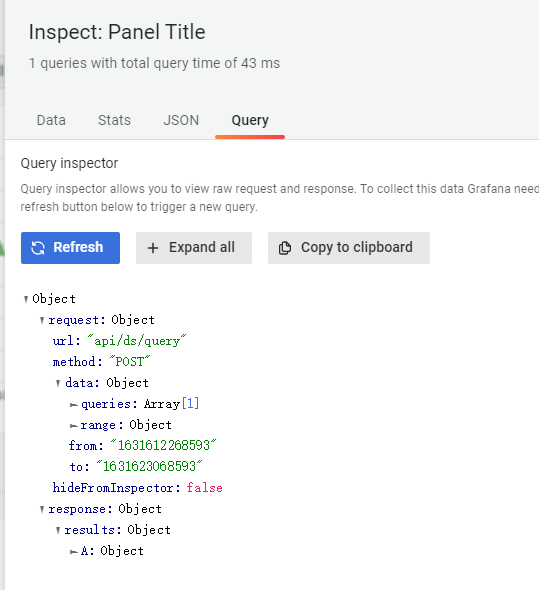 Inspect: Panel Title
1 queries with total query time of 43 ms
Data Stats JSON Query
Query inspector
Query inspector allows you to view raw request and response. To collect this data Grafana need
refresh button below to trigger a new query.
Refresh Expand all Copy to clipboard
Object
request: Object
url: "api/ds/query"
method: "POST"
data: Object
queries: Array[1]
range: Object
from: "1631612268593"
to: "1631623068593"
hideFromInspector: false
response: Object
results: Object
A: Object